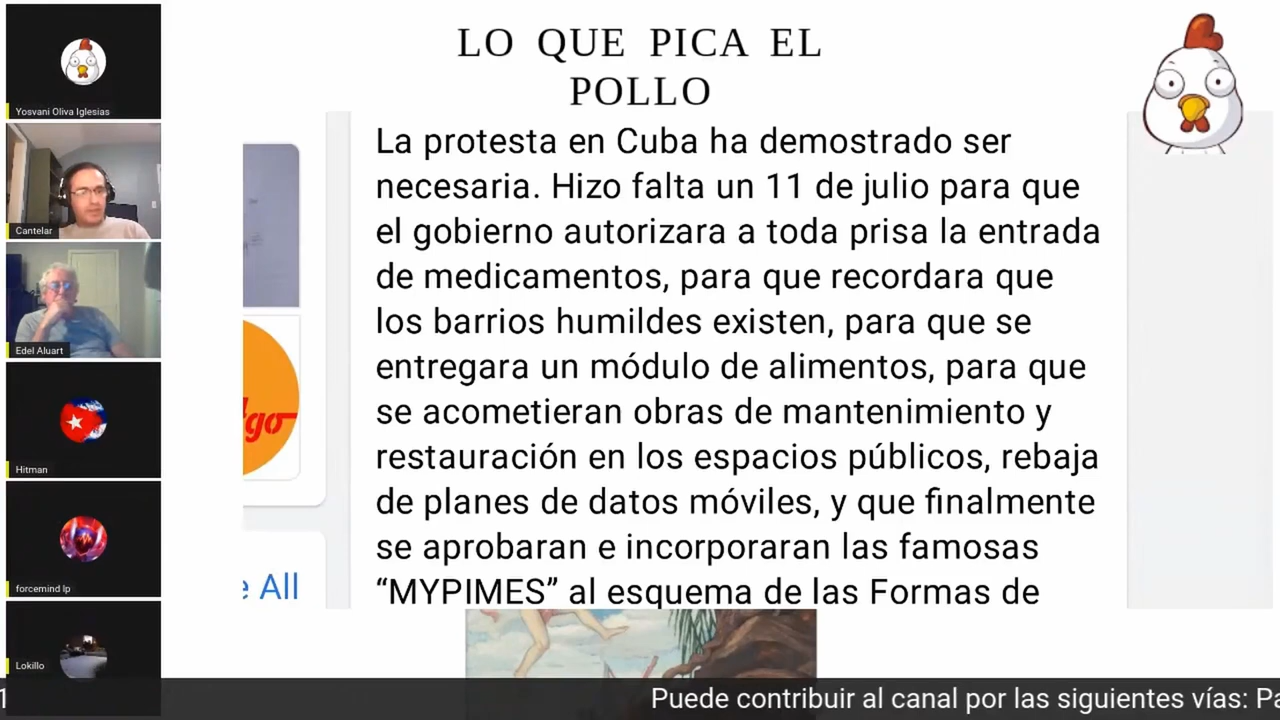 Yosvani Oliva Iglesias
Cantelar
Edel Aluart
Hitman
forcemind lp
Lokillo
LO QUE PICA EL
POLLO
La protesta en Cuba ha demostrado ser
necesaria. Hizo falta un 11 de julio para que
el gobierno autorizara a toda prisa la entrada
de medicamentos, para que recordara que
los barrios humildes existen, para que se
entregara un módulo de alimentos, para que
se acometieran obras de mantenimiento y
restauración en los espacios públicos, rebaja
de planes de datos móviles, y que finalmente
se aprobaran e incorporaran las famosas
“MYPIMES” al esquema de las Formas de
go
e All
1
Puede contribuir al canal por las siguientes vías: Pa